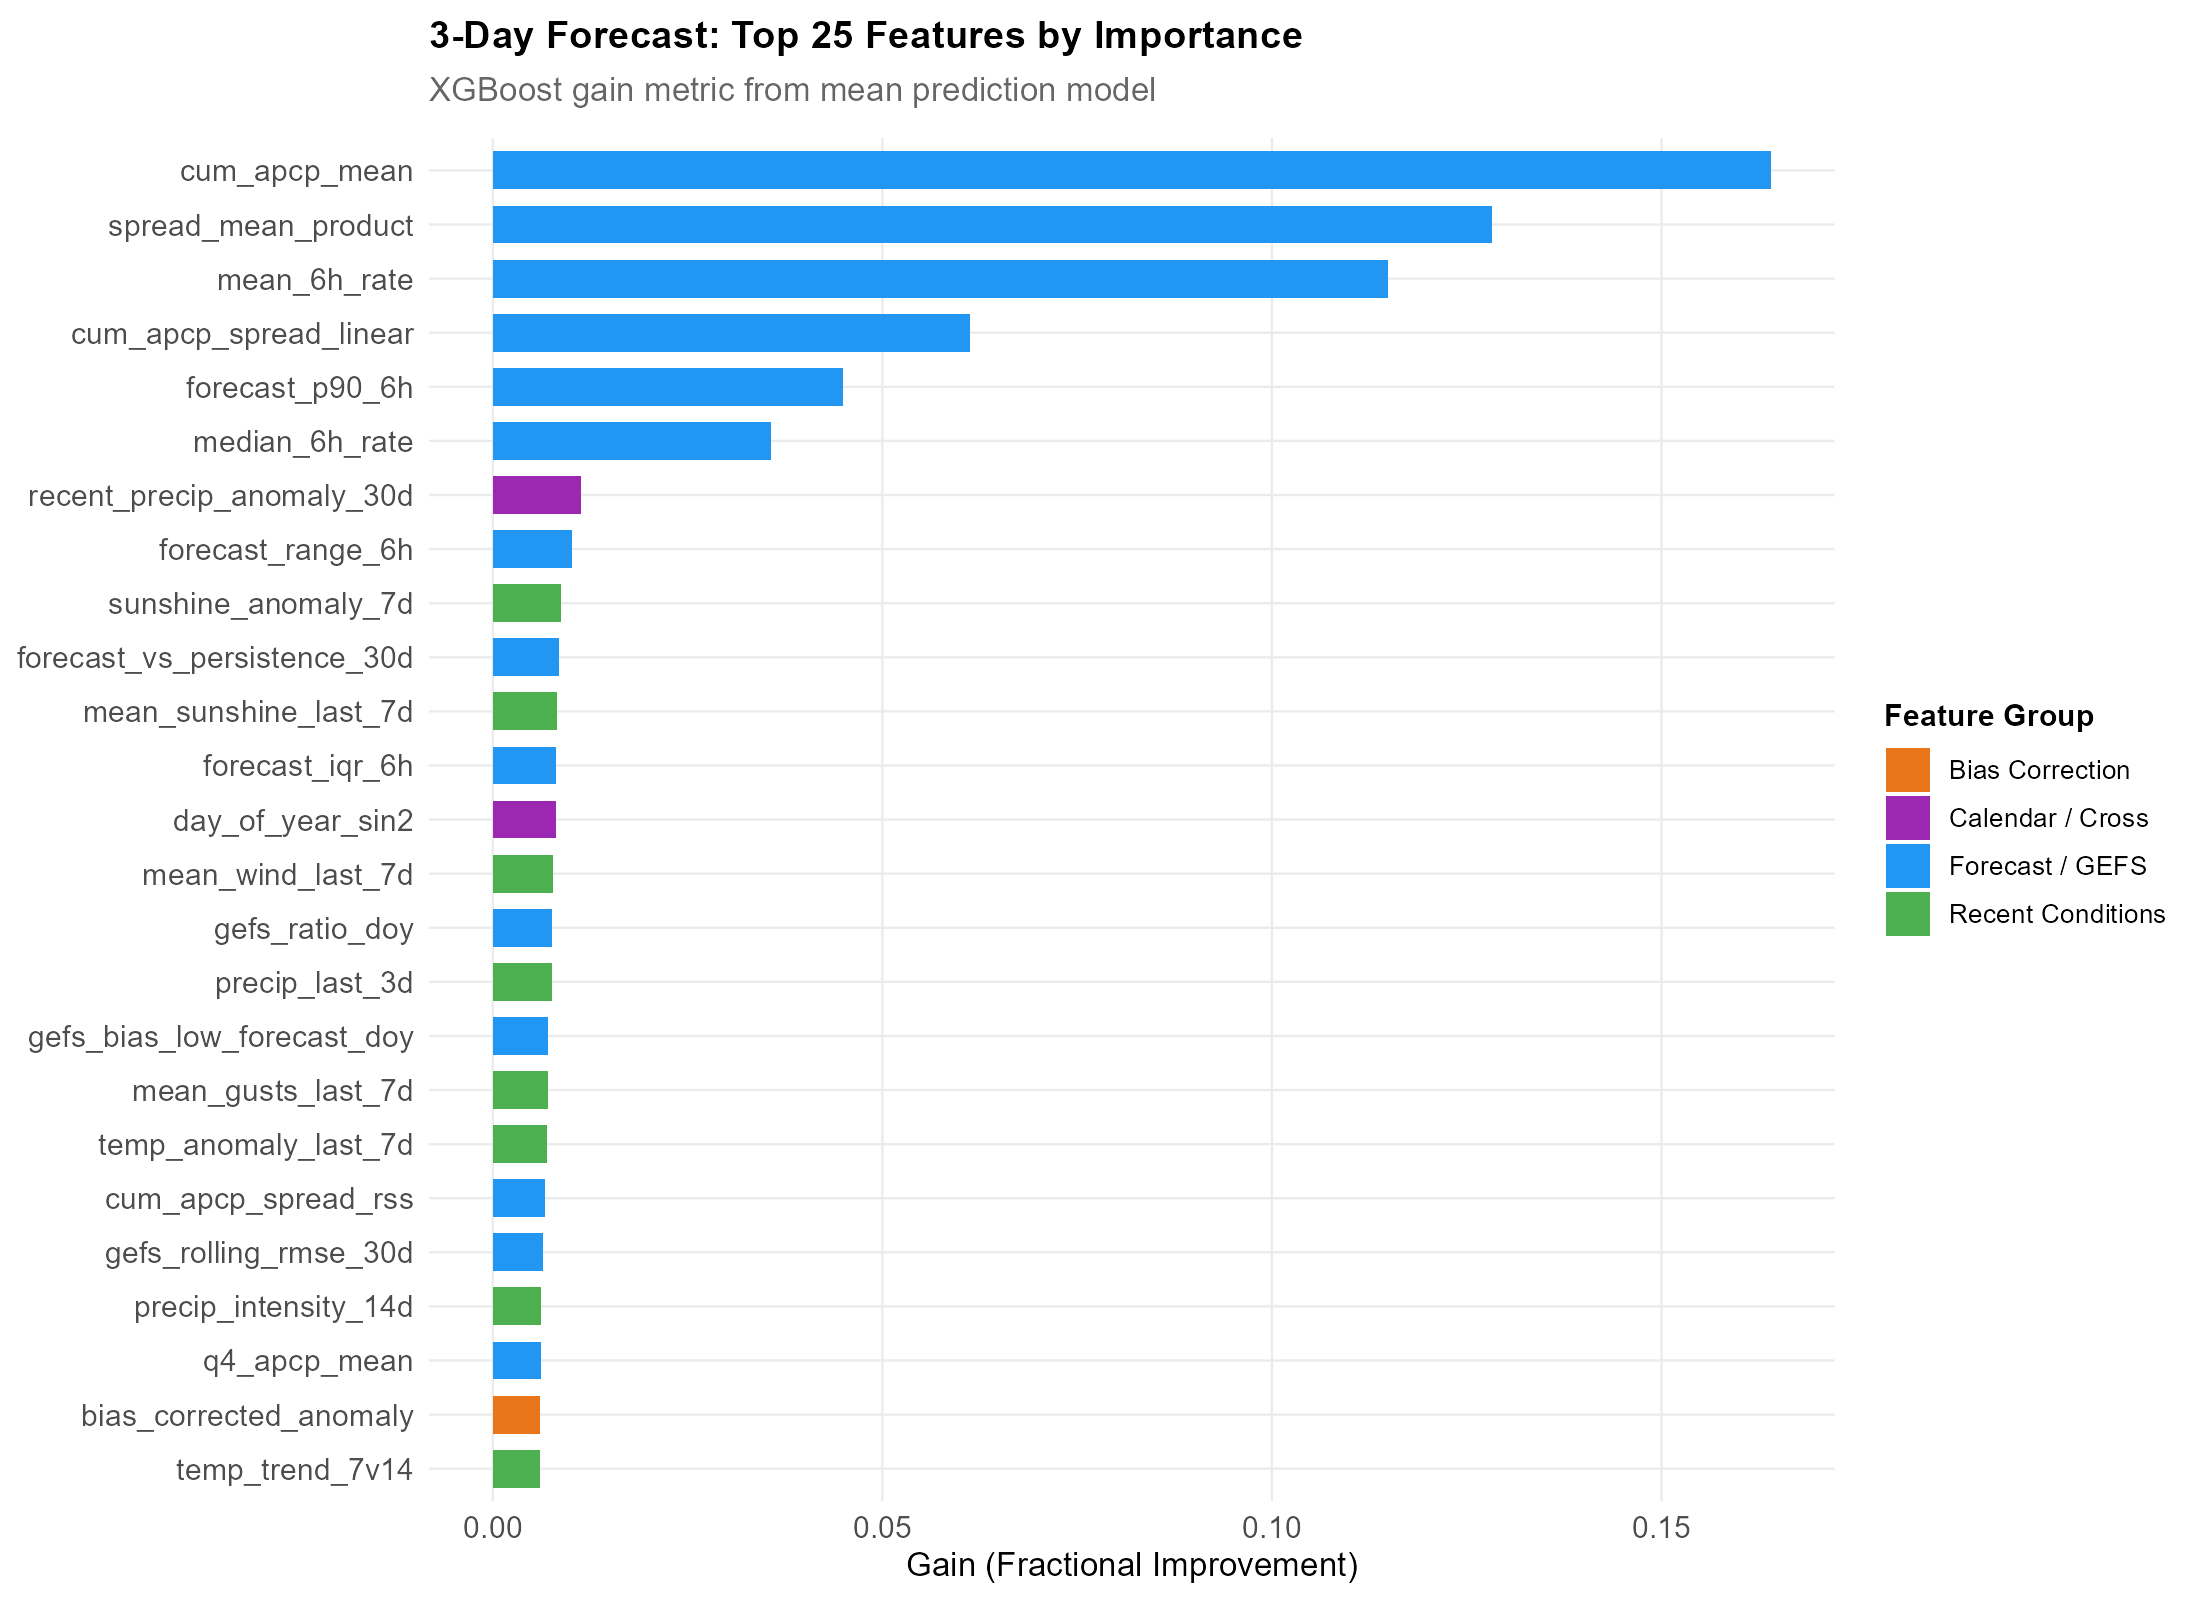 3-Day Forecast: Top 25 Features by Importance
XGBoost gain metric from mean prediction model
cum_apcp_mean
spread_mean_product
mean_6h_rate
cum_apcp_spread_linear
forecast_p90_6h
median_6h_rate
recent_precip_anomaly_30d
forecast_range_6h
sunshine_anomaly_7d
forecast_vs_persistence_30d
mean_sunshine_last_7d
forecast_iqr_6h
day_of_year_sin2
mean_wind_last_7d
gefs_ratio_doy
precip_last_3d
gefs_bias_low_forecast_doy
mean_gusts_last_7d
temp_anomaly_last_7d
cum_apcp_spread_rss
gefs_rolling_rmse_30d
precip_intensity_14d
q4_apcp_mean
bias_corrected_anomaly
temp_trend_7v14
0.00 0.05 0.10 0.15
Gain (Fractional Improvement)
Feature Group
Bias Correction
Calendar / Cross
Forecast / GEFS
Recent Conditions